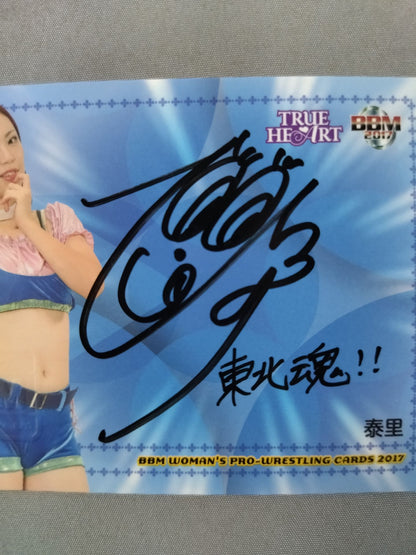 TRUE HEART
BBM 2017
東北魂!!
泰里
BBM WOMAN'S PRO-WRESTLING CARDS 2017